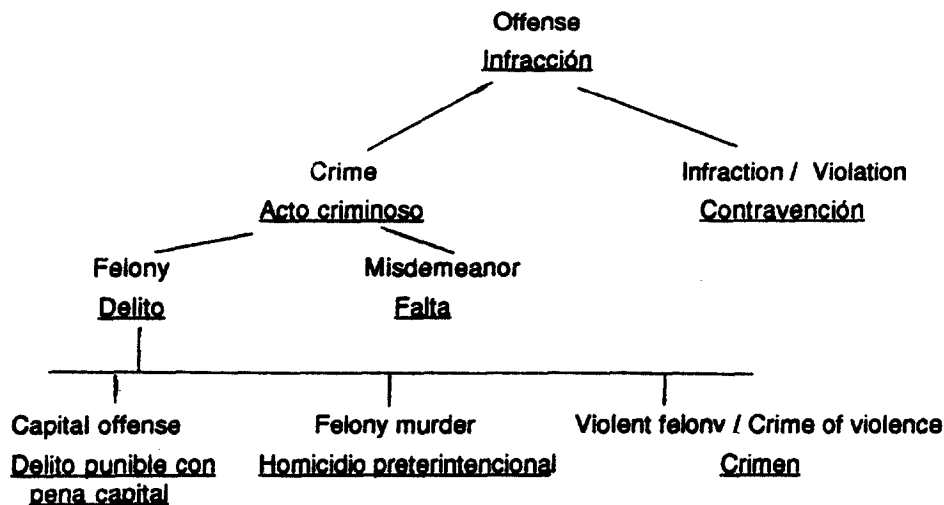 Offense
Infracción
Crime
Infraction / Violation
Acto criminoso
Contravención
Felony
Misdemeanor
Delito
Falta
Capital offense
Felony murder
Violent felony / Crime of violence
Delito punible con
Homicidio preterintencional
Crimen
pena capital